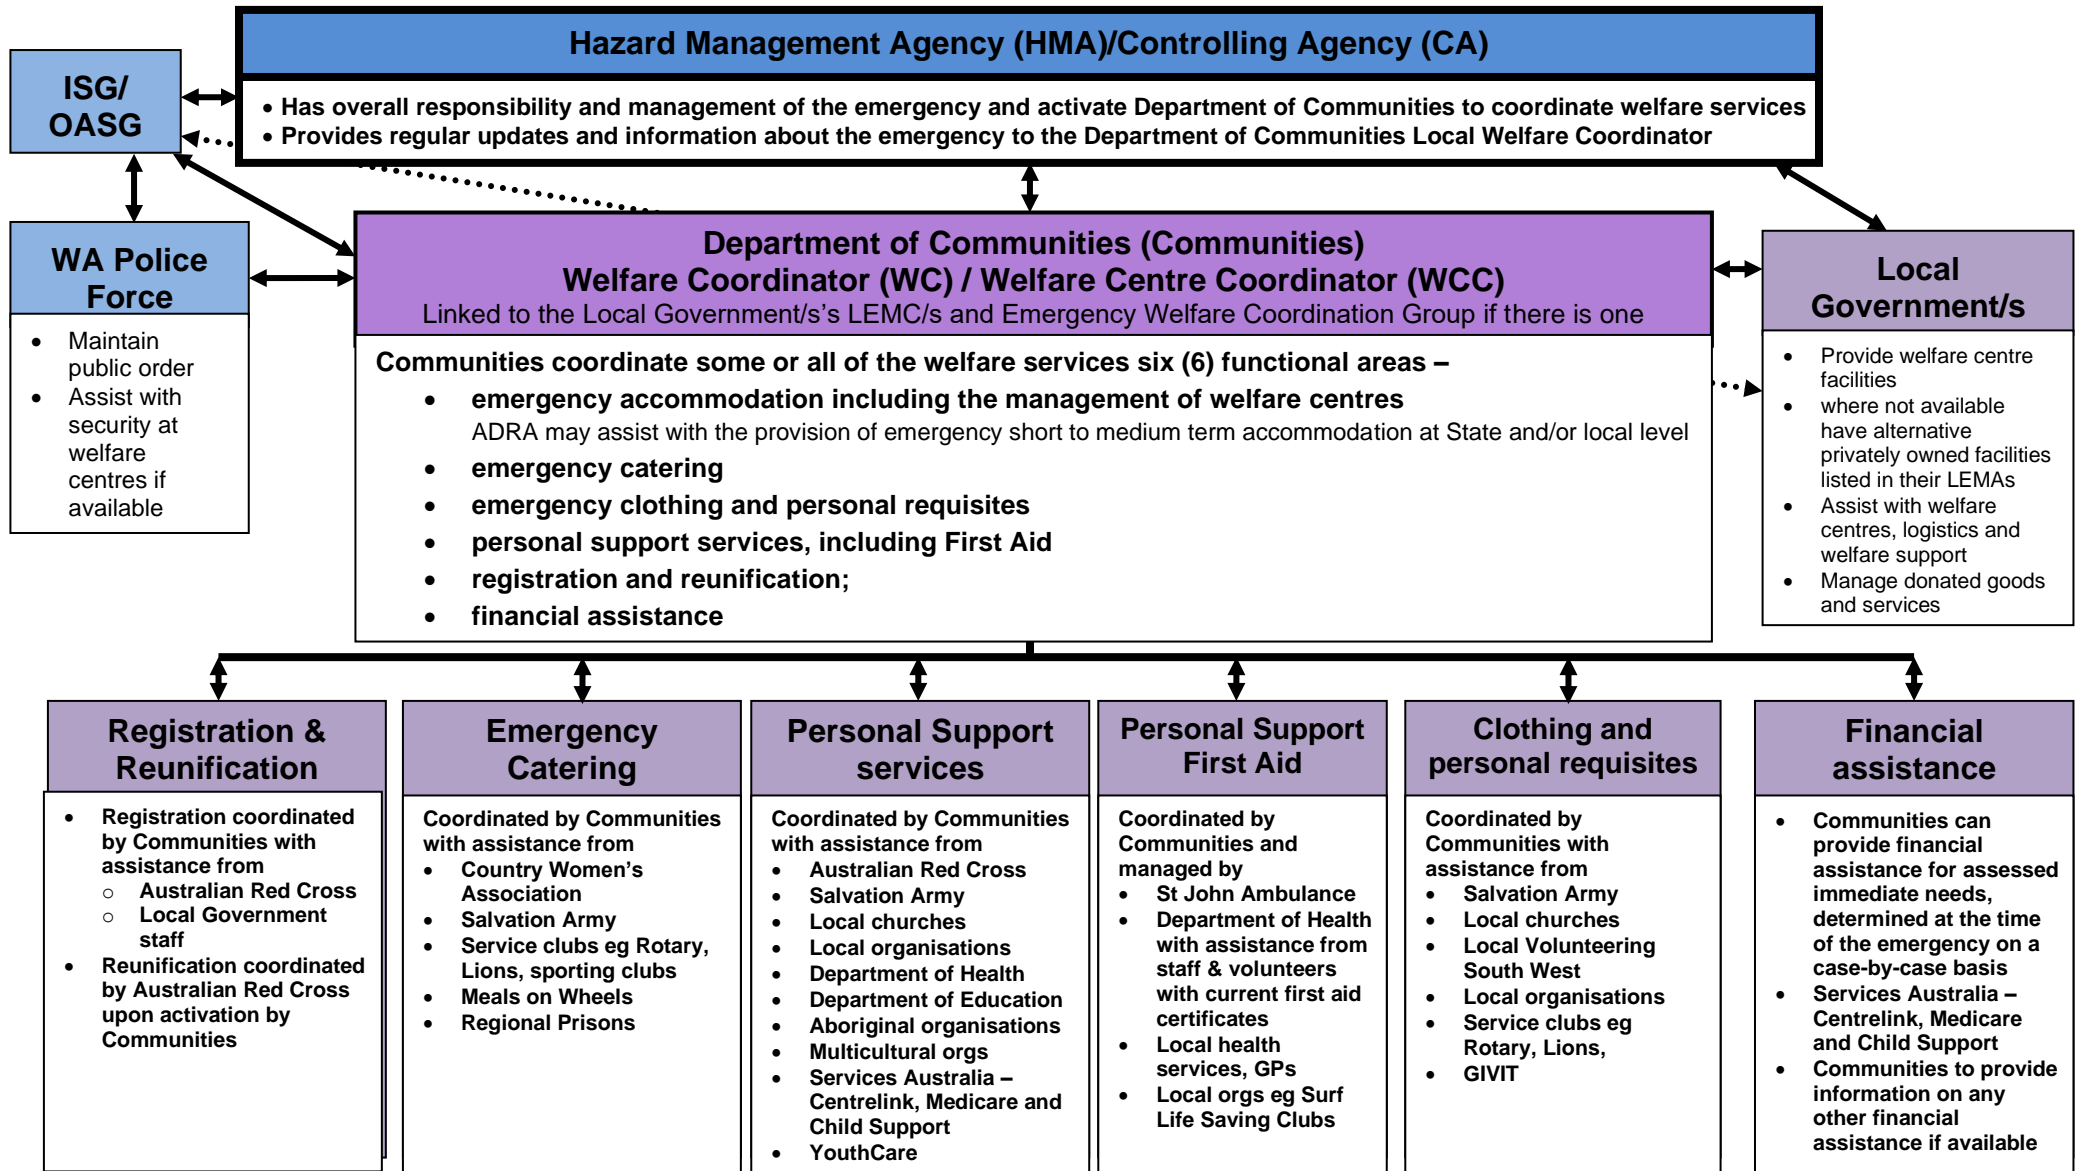 Hazard Management Agency (HMA)/Controlling Agency (CA)
• Has overall responsibility and management of the emergency and activate Department of Communities to coordinate welfare services
• Provides regular updates and information about the emergency to the Department of Communities Local Welfare Coordinator
ISG/
OASG
WA Police
Force
• Maintain
public order
• Assist with
security at
welfare
centres if
available
Department of Communities (Communities)
Welfare Coordinator (WC) / Welfare Centre Coordinator (WCC)
Linked to the Local Government/s's LEMC/s and Emergency Welfare Coordination Group if there is one
Communities coordinate some or all of the welfare services six (6) functional areas –
• emergency accommodation including the management of welfare centres
ADRA may assist with the provision of emergency short to medium term accommodation at State and/or local level
• emergency catering
• emergency clothing and personal requisites
• personal support services, including First Aid
• registration and reunification;
• financial assistance
Local
Government/s
• Provide welfare centre
facilities
• where not available
have alternative
privately owned facilities
listed in their LEMAs
• Assist with welfare
centres, logistics and
welfare support
• Manage donated goods
and services
Registration &
Reunification
• Registration coordinated
by Communities with
assistance from
o Australian Red Cross
o Local Government
staff
• Reunification coordinated
by Australian Red Cross
upon activation by
Communities
Emergency
Catering
Coordinated by Communities
with assistance from
• Country Women's
Association
• Salvation Army
• Service clubs eg Rotary,
Lions, sporting clubs
• Meals on Wheels
• Regional Prisons
Personal Support
services
Coordinated by Communities
with assistance from
• Australian Red Cross
• Salvation Army
• Local churches
• Local organisations
• Department of Health
• Department of Education
• Aboriginal organisations
• Multicultural orgs
• Services Australia –
Centrelink, Medicare and
Child Support
• YouthCare
Personal Support
First Aid
Coordinated by
Communities and
managed by
• St John Ambulance
• Department of Health
with assistance from
staff & volunteers
with current first aid
certificates
• Local health
services, GPs
• Local orgs eg Surf
Life Saving Clubs
Clothing and
personal requisites
Coordinated by
Communities with
assistance from
• Salvation Army
• Local churches
• Local Volunteering
South West
• Local organisations
• Service clubs eg
Rotary, Lions,
• GIVIT
Financial
assistance
• Communities can
provide financial
assistance for assessed
immediate needs,
determined at the time
of the emergency on a
case-by-case basis
• Services Australia –
Centrelink, Medicare
and Child Support
• Communities to provide
information on any
other financial
assistance if available